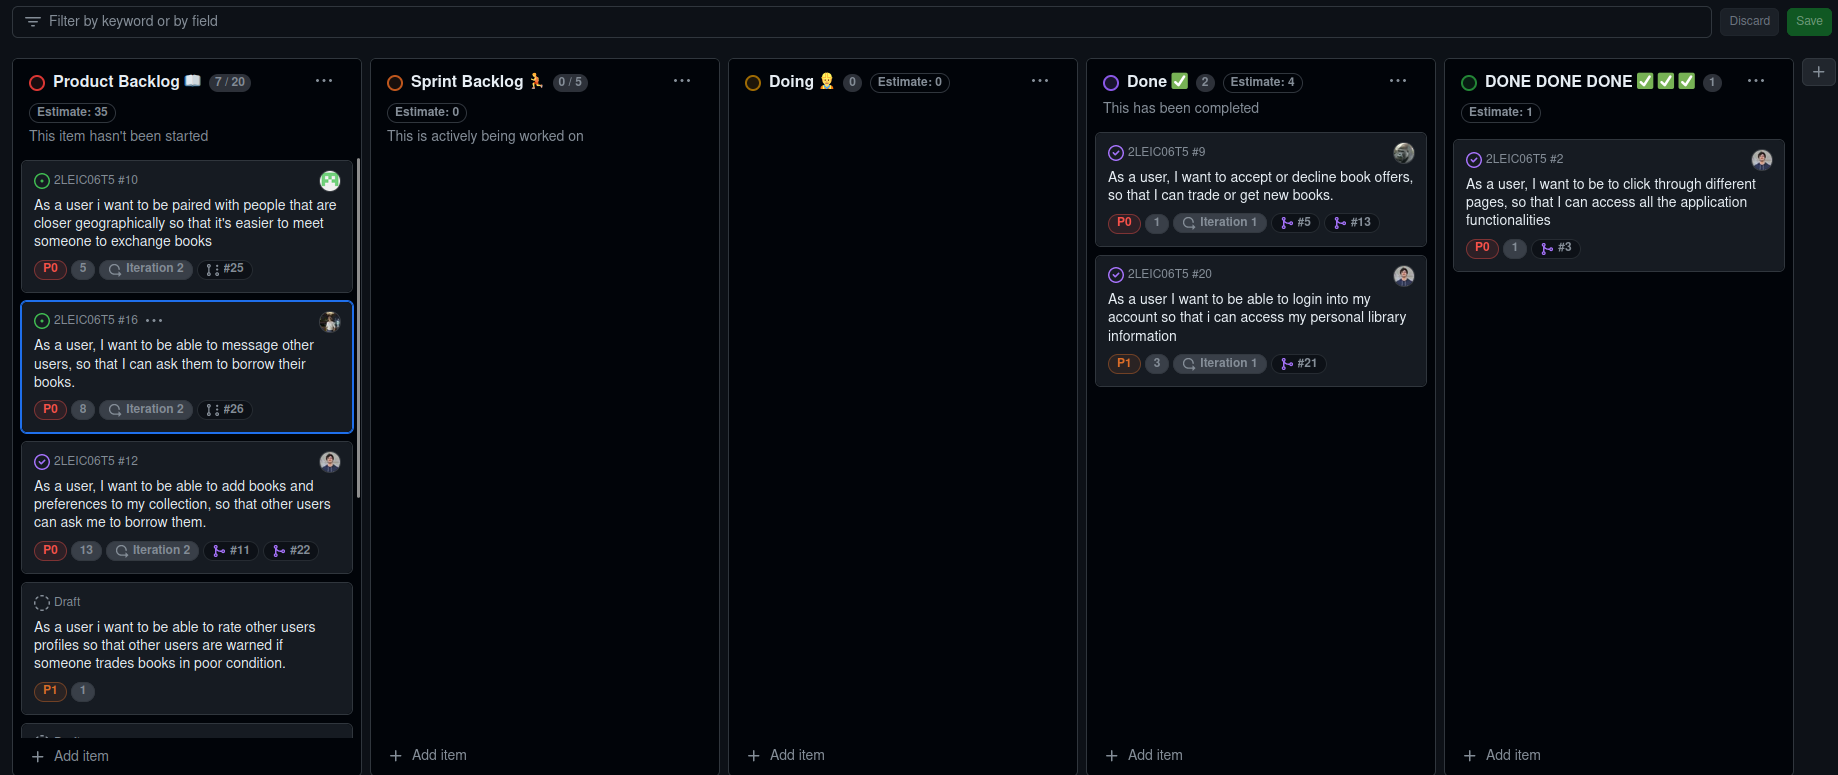 Filter by keyword or by field
Discard
Save
Product Backlog 📖 7 / 20
Estimate: 35
This item hasn't been started
2LEIC06T5 #10
As a user i want to be paired with people that are
closer geographically so that it's easier to meet
someone to exchange books
P0 5 Iteration 2 #25
2LEIC06T5 #16
As a user, I want to be able to message other
users, so that I can ask them to borrow their
books.
P0 8 Iteration 2 #26
2LEIC06T5 #12
As a user, I want to be able to add books and
preferences to my collection, so that other users
can ask me to borrow them.
P0 13 Iteration 2 #11 #22
Draft
As a user i want to be able to rate other users
profiles so that other users are warned if
someone trades books in poor condition.
P1 1
+ Add item
Sprint Backlog 🏃 0 / 5
Estimate: 0
This is actively being worked on
+ Add item
Doing 👷 0 Estimate: 0
+ Add item
Done ✅ 2 Estimate: 4
This has been completed
2LEIC06T5 #9
As a user, I want to accept or decline book offers,
so that I can trade or get new books.
P0 1 Iteration 1 #5 #13
2LEIC06T5 #20
As a user I want to be able to login into my
account so that i can access my personal library
information
P1 3 Iteration 1 #21
+ Add item
DONE DONE DONE ✅ ✅ ✅ 1
Estimate: 1
2LEIC06T5 #2
As a user, I want to be to click through different
pages, so that I can access all the application
functionalities
P0 1 #3
+ Add item